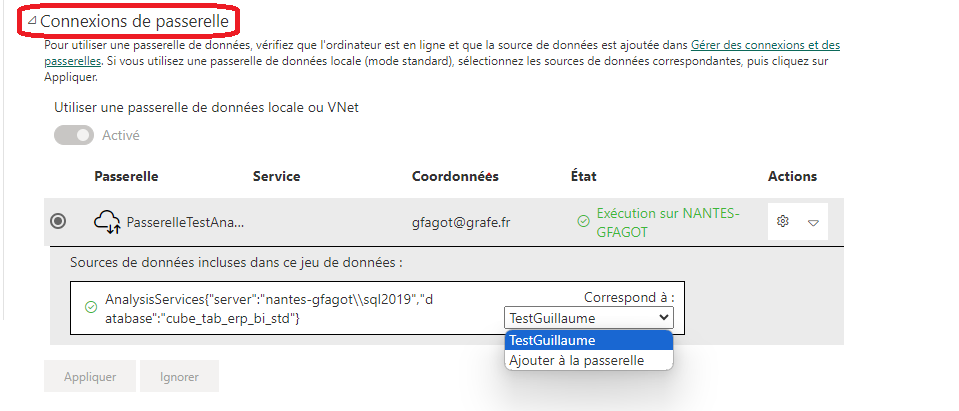 Connexions de passerelle
Pour utiliser une passerelle de données, vérifiez que l'ordinateur est en ligne et que la source de données est ajoutée dans Gérer des connexions et des
passerelles. Si vous utilisez une passerelle de données locale (mode standard), sélectionnez les sources de données correspondantes, puis cliquez sur
Appliquer.
Utiliser une passerelle de données locale ou VNet
Activé
Passerelle Service Coordonnées État Actions
PasserelleTestAna... gfagot@grafe.fr Exécution sur NANTES-
GFAGOT
Sources de données incluses dans ce jeu de données :
AnalysisServices{"server":"nantes-gfagot\\sql2019","d
atabase":"cube_tab_erp_bi_std"}
Correspond à :
TestGuillaume
TestGuillaume
Ajouter à la passerelle
Appliquer Ignorer